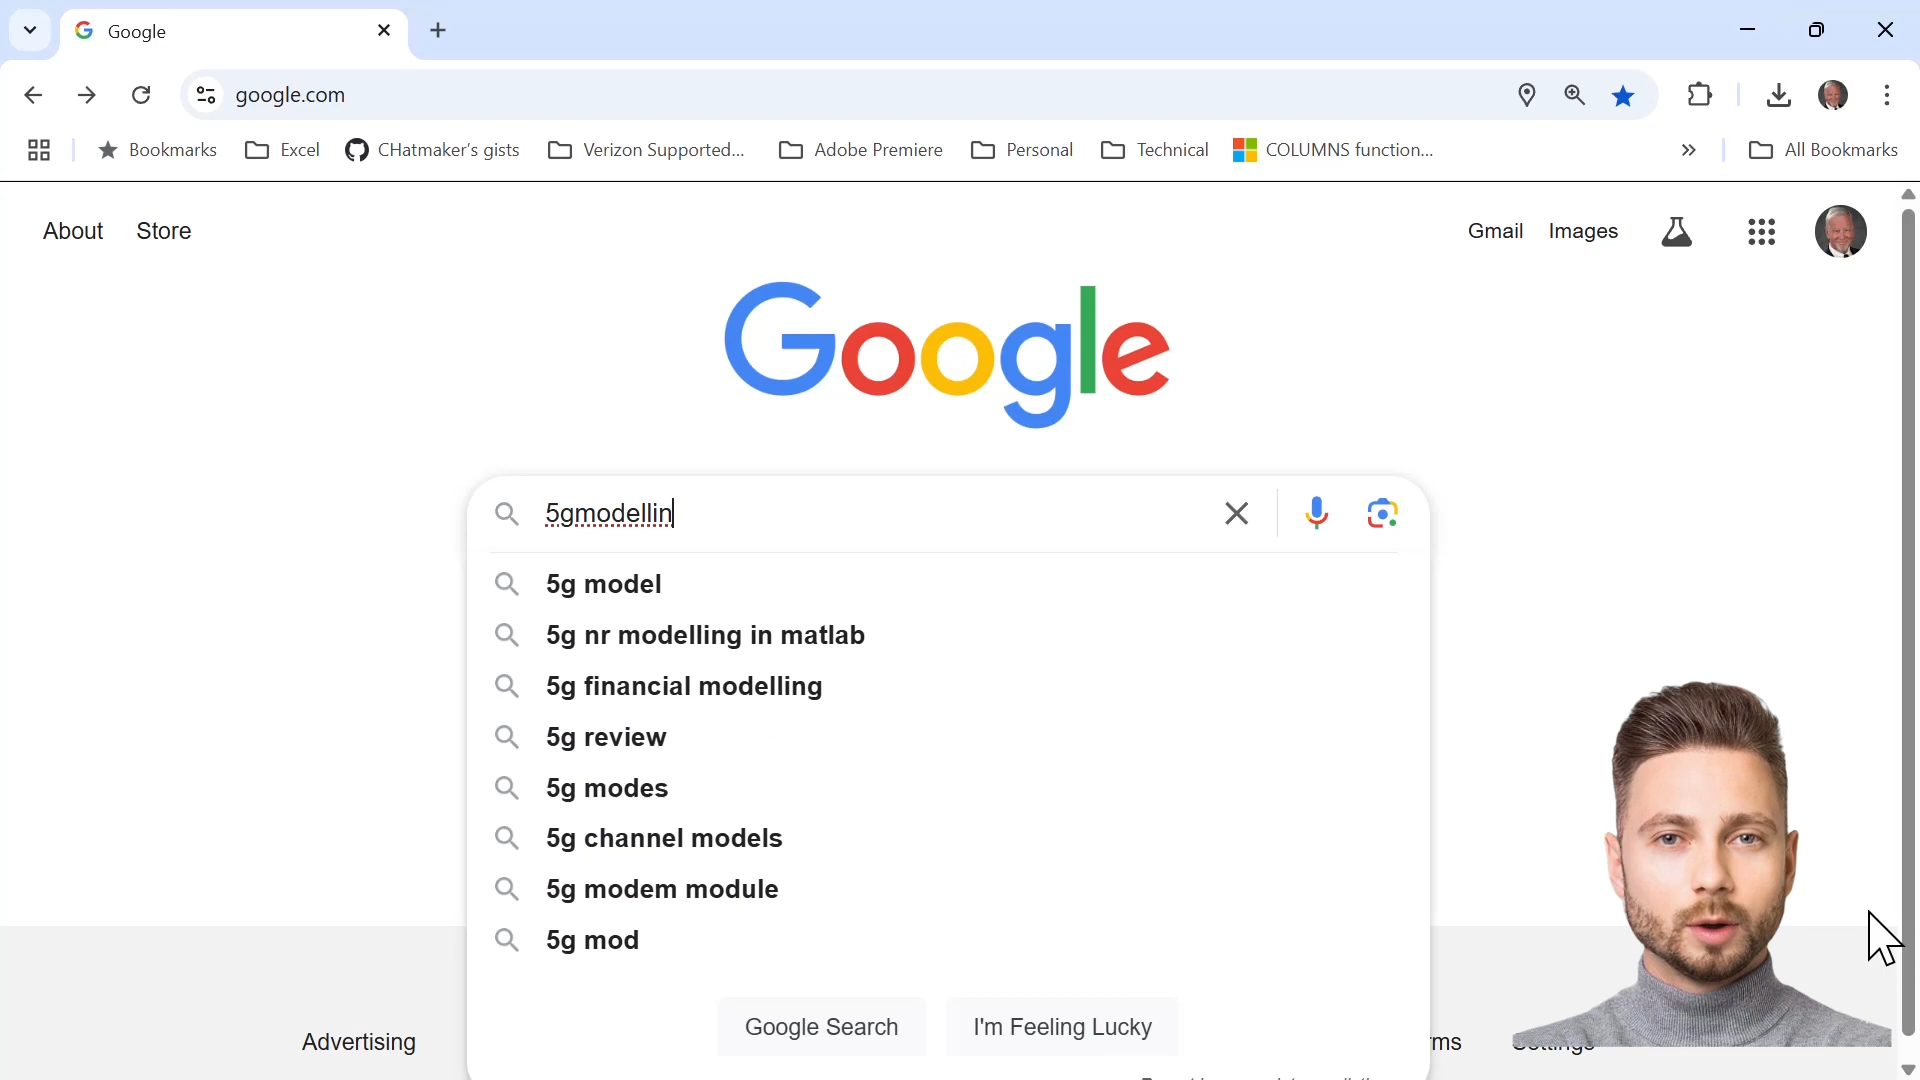 Google
google.com
Bookmarks
Excel
CHatmaker's gists
Verizon Supported...
Adobe Premiere
Personal
Technical
COLUMNS function...
All Bookmarks
About
Store
Gmail
Images
Google
5gmodellin
5g model
5g nr modelling in matlab
5g financial modelling
5g review
5g modes
5g channel models
5g modem module
5g mod
Google Search
I'm Feeling Lucky
Advertising
rms
Settings